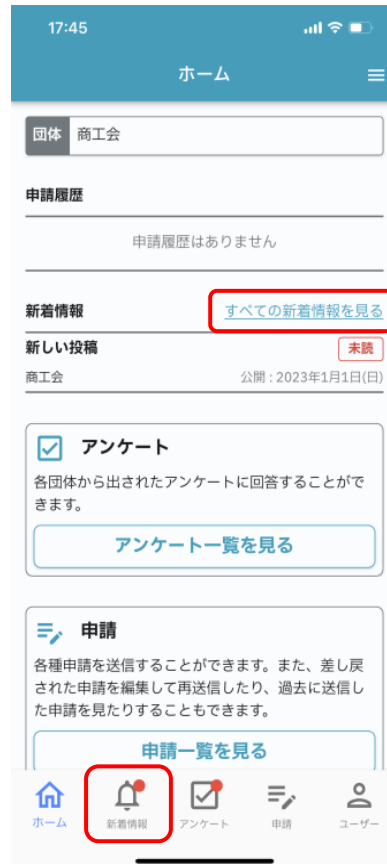 17:45
ホーム
団体 商工会
申請履歴
申請履歴はありません
新着情報 すべての新着情報を見る
新しい投稿 未読
商工会 公開：2023年1月1日(日)
アンケート
各団体から出されたアンケートに回答することがで
きます。
アンケート一覧を見る
申請
各種申請を送信することができます。また、差し戻
された申請を編集して再送信したり、過去に送信し
た申請を見たりすることもできます。
申請一覧を見る
ホーム 新着情報 アンケート 申請 ユーザー